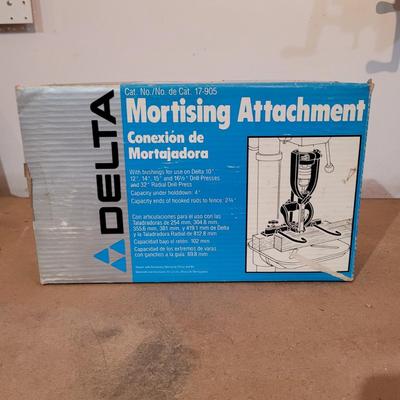 DELTA
Cat. No./No. de Cat. 17-905
Mortising Attachment
Conexión de
Mortajadora
With bushings for use on Delta 10",
12", 14", 15" and 16½" Drill Presses
and 32" Radial Drill Press
Capacity under holddown: 4"
Capacity ends of hooked rods to fence: 2¾"
Con articulaciones para el uso con las
Taladradoras de 254 mm, 304.8 mm,
355.6 mm, 381 mm, y 419.1 mm de Delta
y la Taladradora Radial de 812.8 mm
Capacidad bajo el retén: 102 mm
Capacidad de los extremos de varas
con ganchos a la guía: 69.8 mm